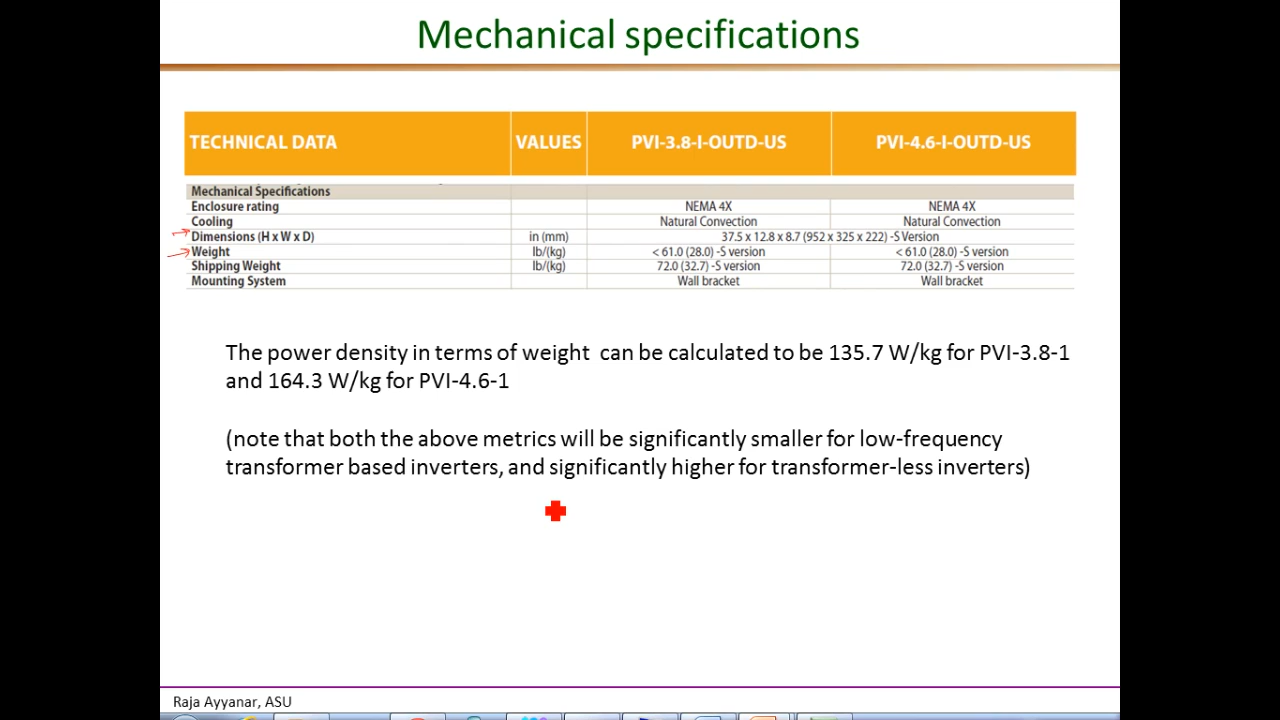 Mechanical specifications
TECHNICAL DATA VALUES PVI-3.8-I-OUTD-US PVI-4.6-I-OUTD-US
Mechanical Specifications
Enclosure rating NEMA 4X NEMA 4X
Cooling Natural Convection Natural Convection
Dimensions (H x W x D) in (mm) 37.5 x 12.8 x 8.7 (952 x 325 x 222) -S Version
Weight lb/(kg) < 61.0 (28.0) -S version < 61.0 (28.0) -S version
Shipping Weight lb/(kg) 72.0 (32.7) -S version 72.0 (32.7) -S version
Mounting System Wall bracket Wall bracket
The power density in terms of weight can be calculated to be 135.7 W/kg for PVI-3.8-1
and 164.3 W/kg for PVI-4.6-1
(note that both the above metrics will be significantly smaller for low-frequency
transformer based inverters, and significantly higher for transformer-less inverters)
Raja Ayyanar, ASU